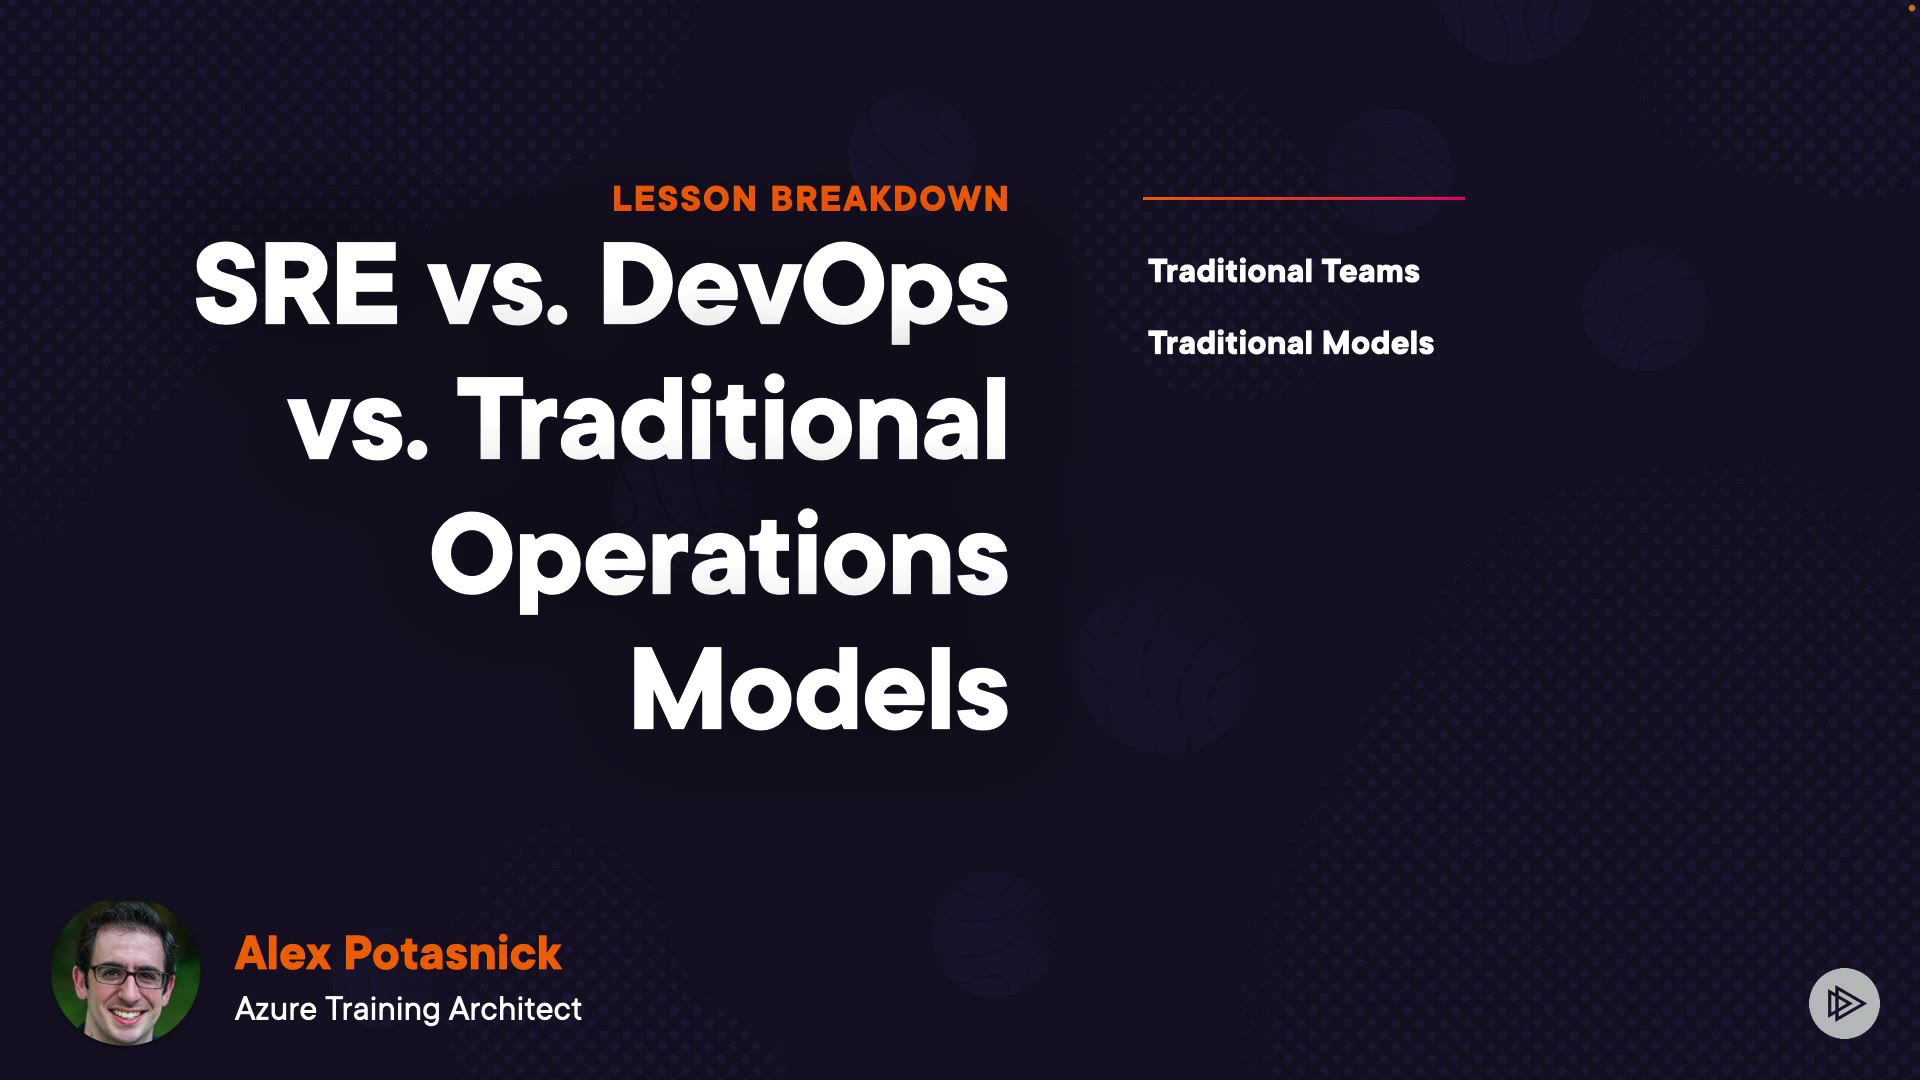 LESSON BREAKDOWN
SRE vs. DevOps
vs. Traditional
Operations
Models
Traditional Teams
Traditional Models
Alex Potasnick
Azure Training Architect